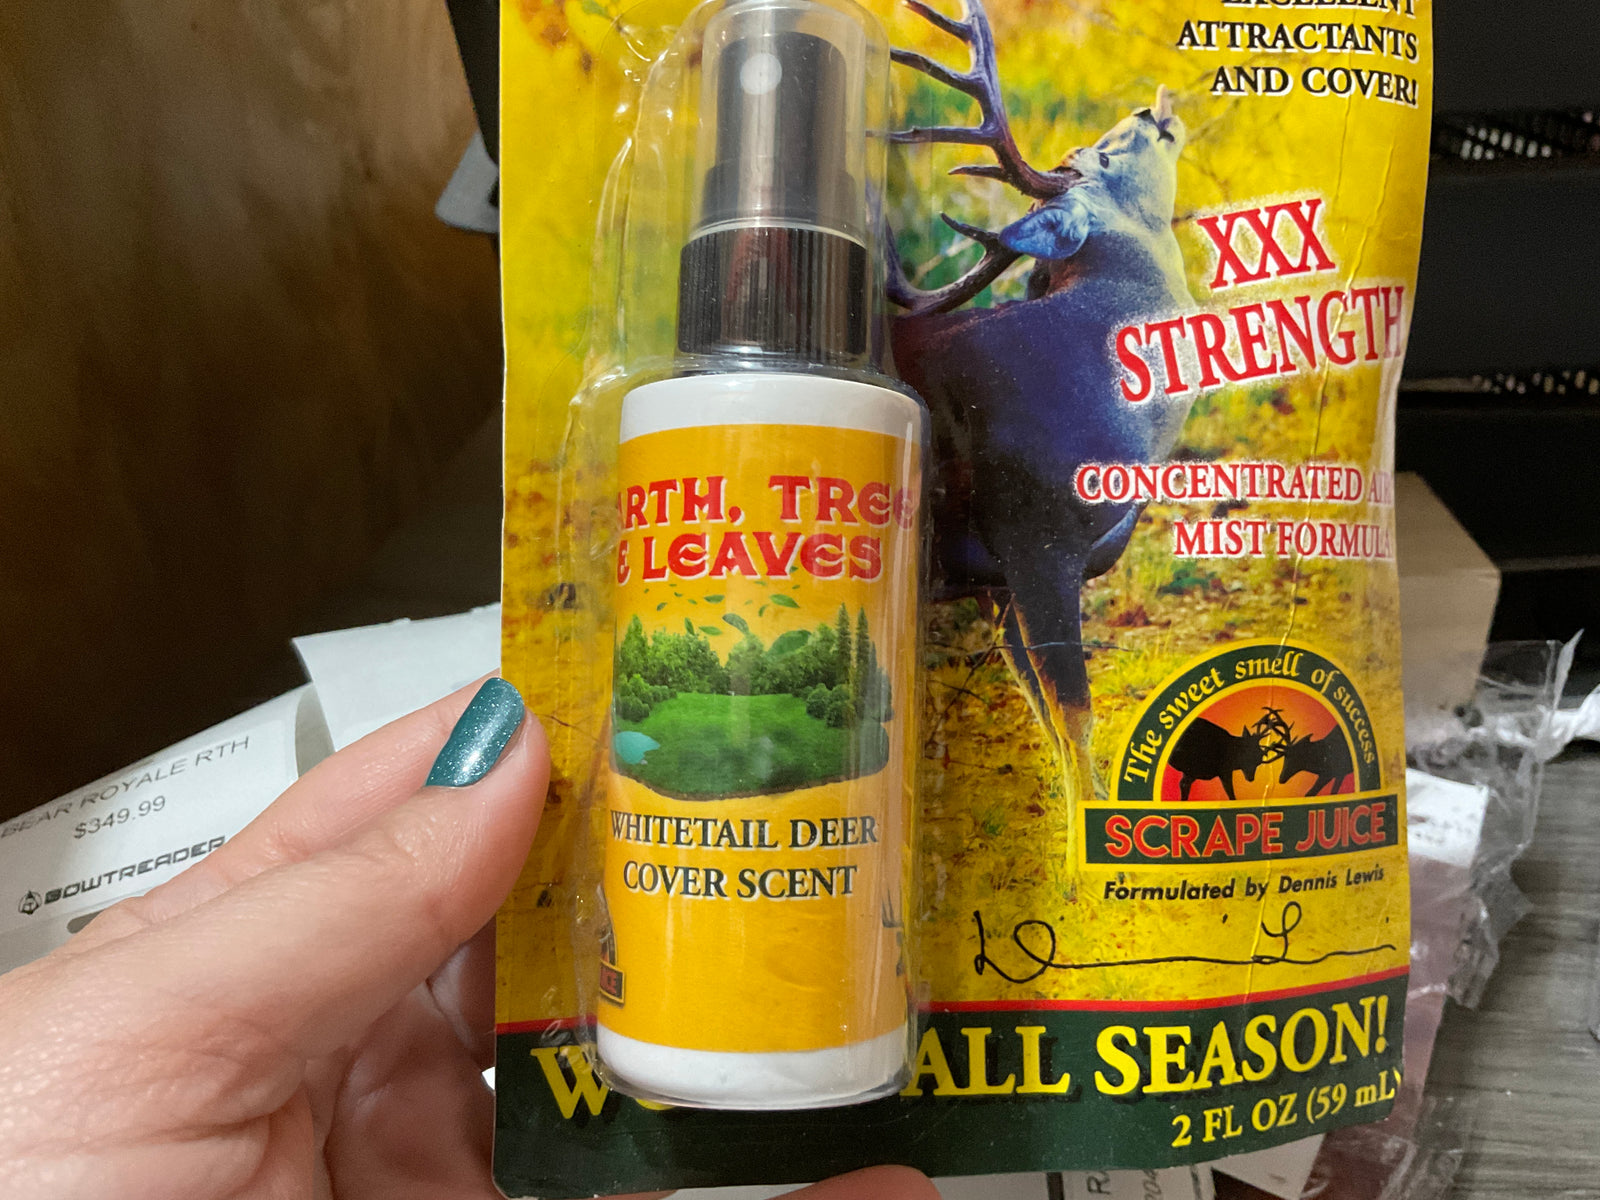 EXCELLENT
ATTRACTANTS
AND COVER!
XXX
STRENGTH
CONCENTRATED
MIST FORMULA
ARTH, TREE
& LEAVES
WHITETAIL DEER
COVER SCENT
The sweet smell of success
SCRAPE JUICE
Formulated by Dennis Lewis
ALL SEASON!
2 FL OZ (59 mL)
BEAR ROYALE RTH
$349.99
BOWTREADER